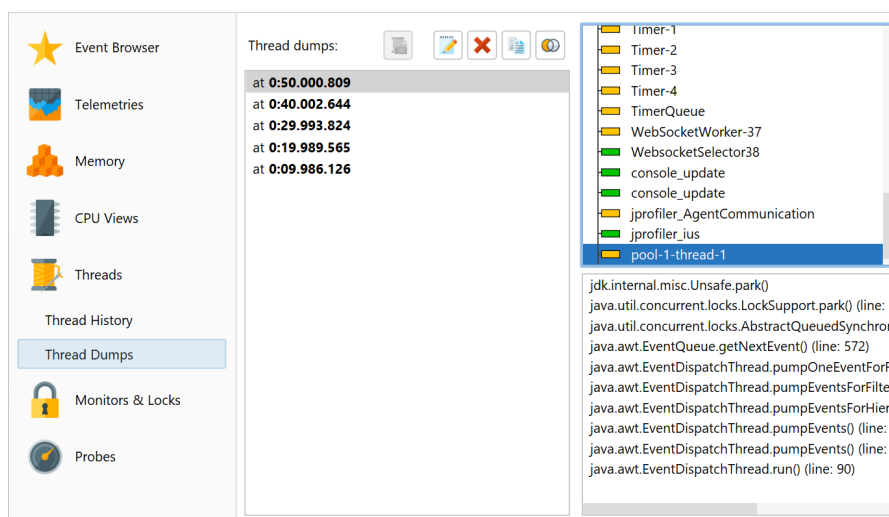 Event Browser
Telemetries
Memory
CPU Views
Threads
Thread History
Thread Dumps
Monitors & Locks
Probes
Thread dumps:
at 0:50.000.809
at 0:40.002.644
at 0:29.993.824
at 0:19.989.565
at 0:09.986.126
Timer-1
Timer-2
Timer-3
Timer-4
TimerQueue
WebSocketWorker-37
WebsocketSelector38
console_update
console_update
jprofiler_AgentCommunication
jprofiler_ius
pool-1-thread-1
jdk.internal.misc.Unsafe.park()
java.util.concurrent.locks.LockSupport.park() (line:
java.util.concurrent.locks.AbstractQueuedSynchro
java.awt.EventQueue.getNextEvent() (line: 572)
java.awt.EventDispatchThread.pumpOneEventForF
java.awt.EventDispatchThread.pumpEventsForFilte
java.awt.EventDispatchThread.pumpEventsForHier
java.awt.EventDispatchThread.pumpEvents() (line:
java.awt.EventDispatchThread.pumpEvents() (line:
java.awt.EventDispatchThread.run() (line: 90)